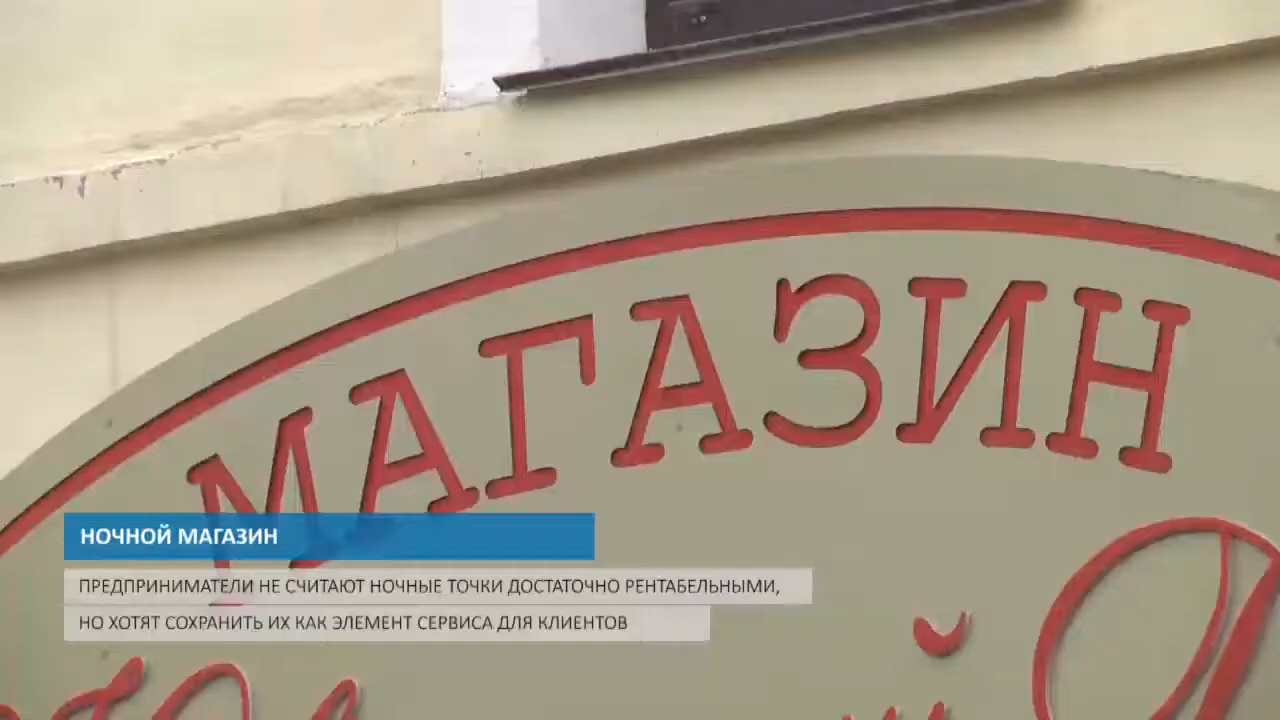 МАГАЗИН
НОЧНОЙ МАГАЗИН
ПРЕДПРИНИМАТЕЛИ НЕ СЧИТАЮТ НОЧНЫЕ ТОЧКИ ДОСТАТОЧНО РЕНТАБЕЛЬНЫМИ,
НО ХОТЯТ СОХРАНИТЬ ИХ КАК ЭЛЕМЕНТ СЕРВИСА ДЛЯ КЛИЕНТОВ